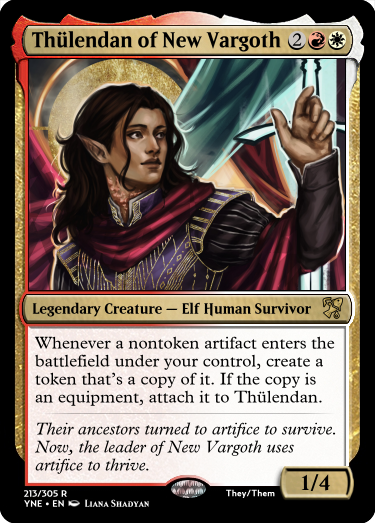 Thülendan of New Vargoth 2
Legendary Creature — Elf Human Survivor
Whenever a nontoken artifact enters the
battlefield under your control, create a
token that's a copy of it. If the copy is
an equipment, attach it to Thülendan.
Their ancestors turned to artifice to survive.
Now, the leader of New Vargoth uses
artifice to thrive.
1/4
213/305 R
YNE • EN Liana Shadyan
They/Them